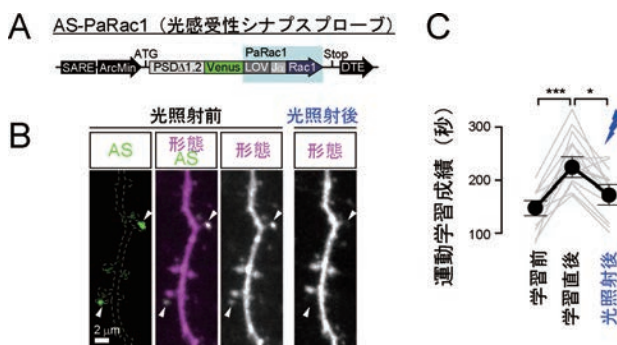 A
AS-PaRac1（光感受性シナプスプローブ）
PaRac1
ATG
Stop
SARE ArcMin PSDΔ1.2 Venus LOV Jα Rac1 DTE
B
光照射前
光照射後
AS
形態
AS
形態
形態
2 μm
C
運動学習成績（秒）
*** *
300
200
100
学習前
学習直後
光照射後